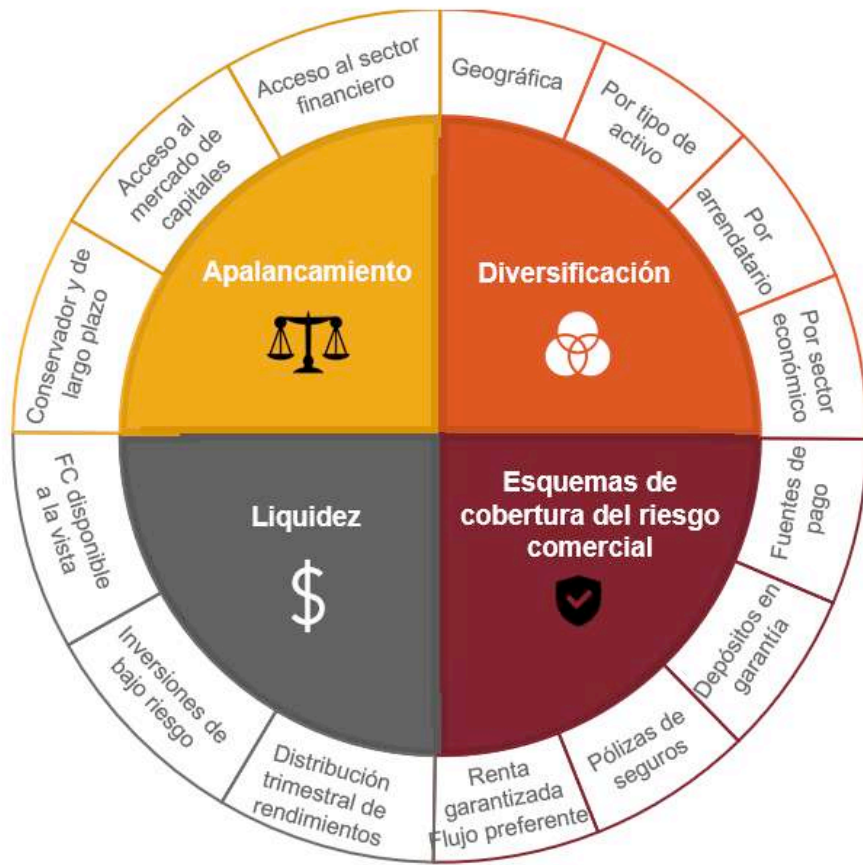 Acceso al sector
financiero
Geográfica
Por tipo de
activo
Acceso al
mercado de
capitales
Por
arrendatario
Conservador y de
largo plazo
Por sector
económico
Apalancamiento
Diversificación
Liquidez
$
Esquemas de
cobertura del riesgo
comercial
FC disponible
a la vista
Fuentes de
pago
Inversiones de
bajo riesgo
Depósitos en
garantía
Distribución
trimestral de
rendimientos
Renta
garantizada
Flujo preferente
Pólizas de
seguros